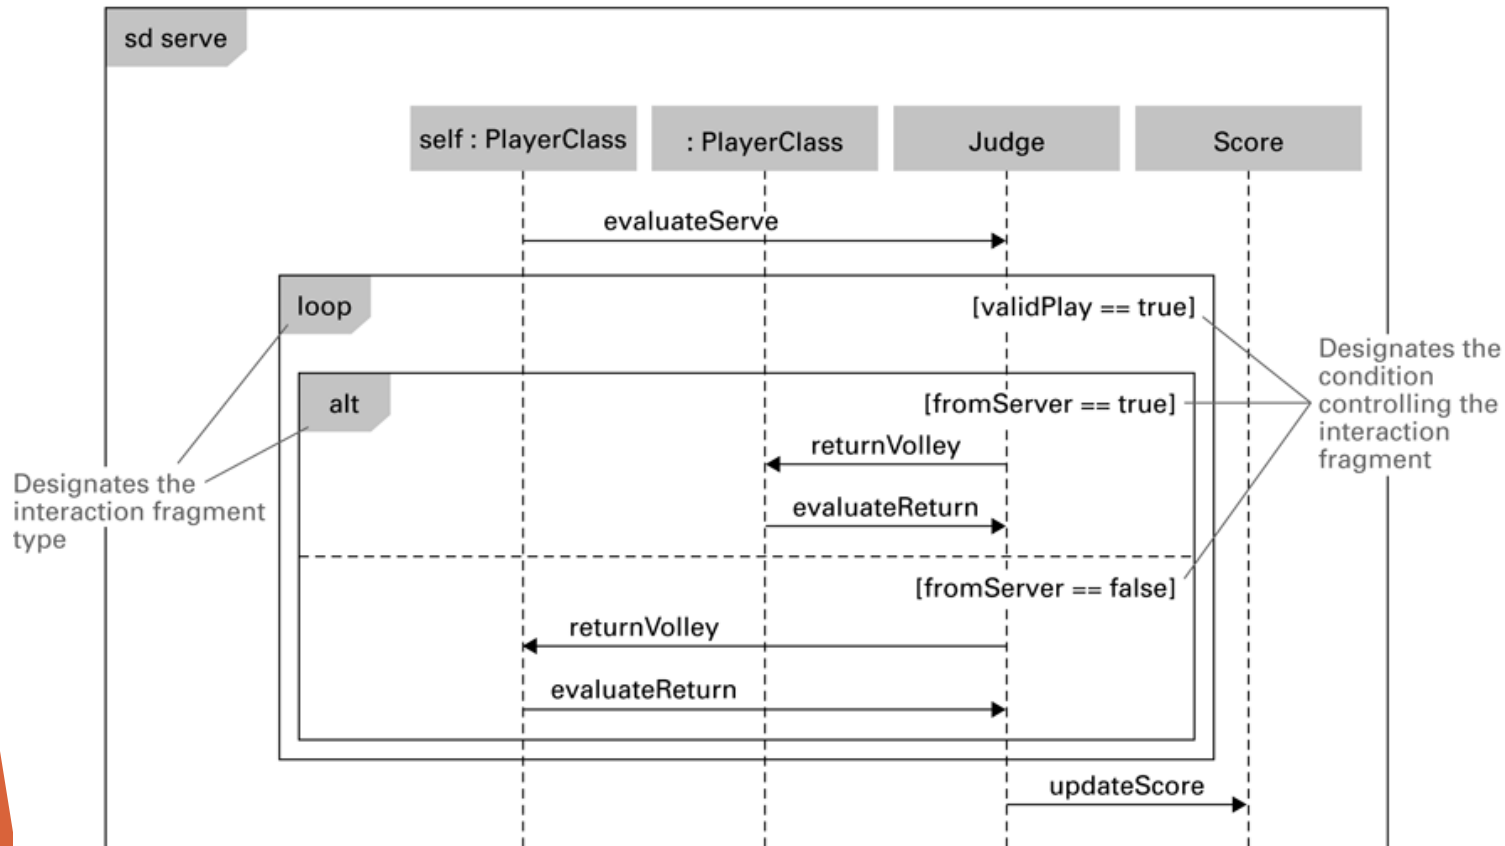 sd serve
self : PlayerClass
: PlayerClass
Judge
Score
evaluateServe
loop
[validPlay == true]
alt
[fromServer == true]
returnVolley
evaluateReturn
[fromServer == false]
returnVolley
evaluateReturn
updateScore
Designates the
interaction fragment
type
Designates the
condition
controlling the
interaction
fragment